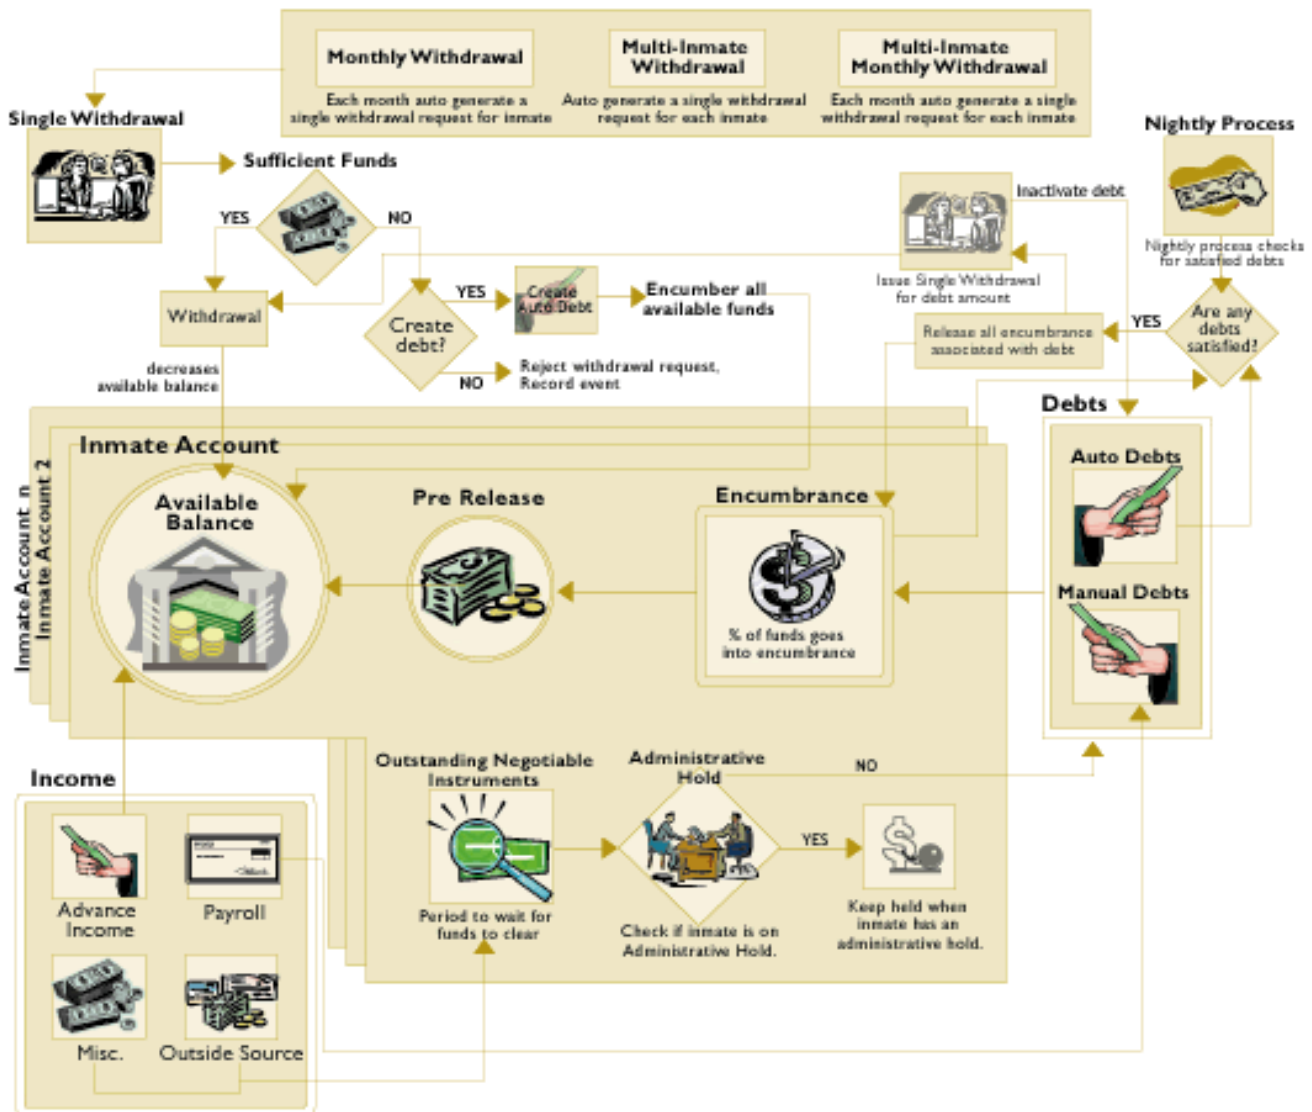 Monthly Withdrawal
Each month auto generate a
single withdrawal request for inmate
Multi-Inmate
Withdrawal
Auto generate a single withdrawal
request for each inmate
Multi-Inmate
Monthly Withdrawal
Each month auto generate a single
withdrawal request for each inmate
Single Withdrawal
Sufficient Funds
YES
NO
Withdrawal
decreases
available balance
Create
debt?
YES
Create
Auto Debt
Encumber all
available funds
NO
Reject withdrawal request,
Record event
Issue Single Withdrawal
for debt amount
Inactivate debt
Nightly Process
Nightly process checks
for satisfied debts
Are any
debts
satisfied?
YES
Release all encumbrance
associated with debt
Inmate Account n
Inmate Account 2
Inmate Account
Available
Balance
Pre Release
Encumbrance
% of funds goes
into encumbrance
Debts
Auto Debts
Manual Debts
Income
Advance
Income
Payroll
Misc.
Outside Source
Outstanding Negotiable
Instruments
Period to wait for
funds to clear
Administrative
Hold
Check if inmate is on
Administrative Hold.
NO
YES
Keep held when
inmate has an
administrative hold.